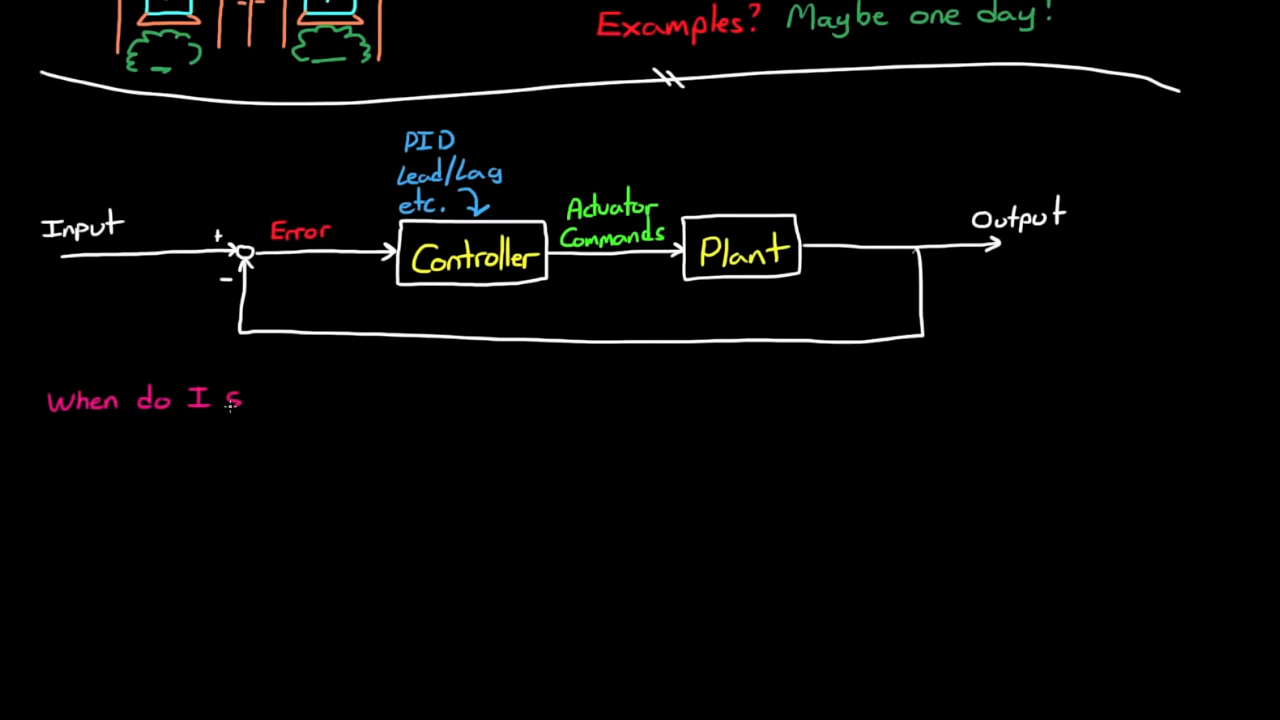 Examples? Maybe one day!
PID
Lead/Lag
etc.
Input
+
Error
Controller
Actuator
Commands
Plant
Output
-
When do I s